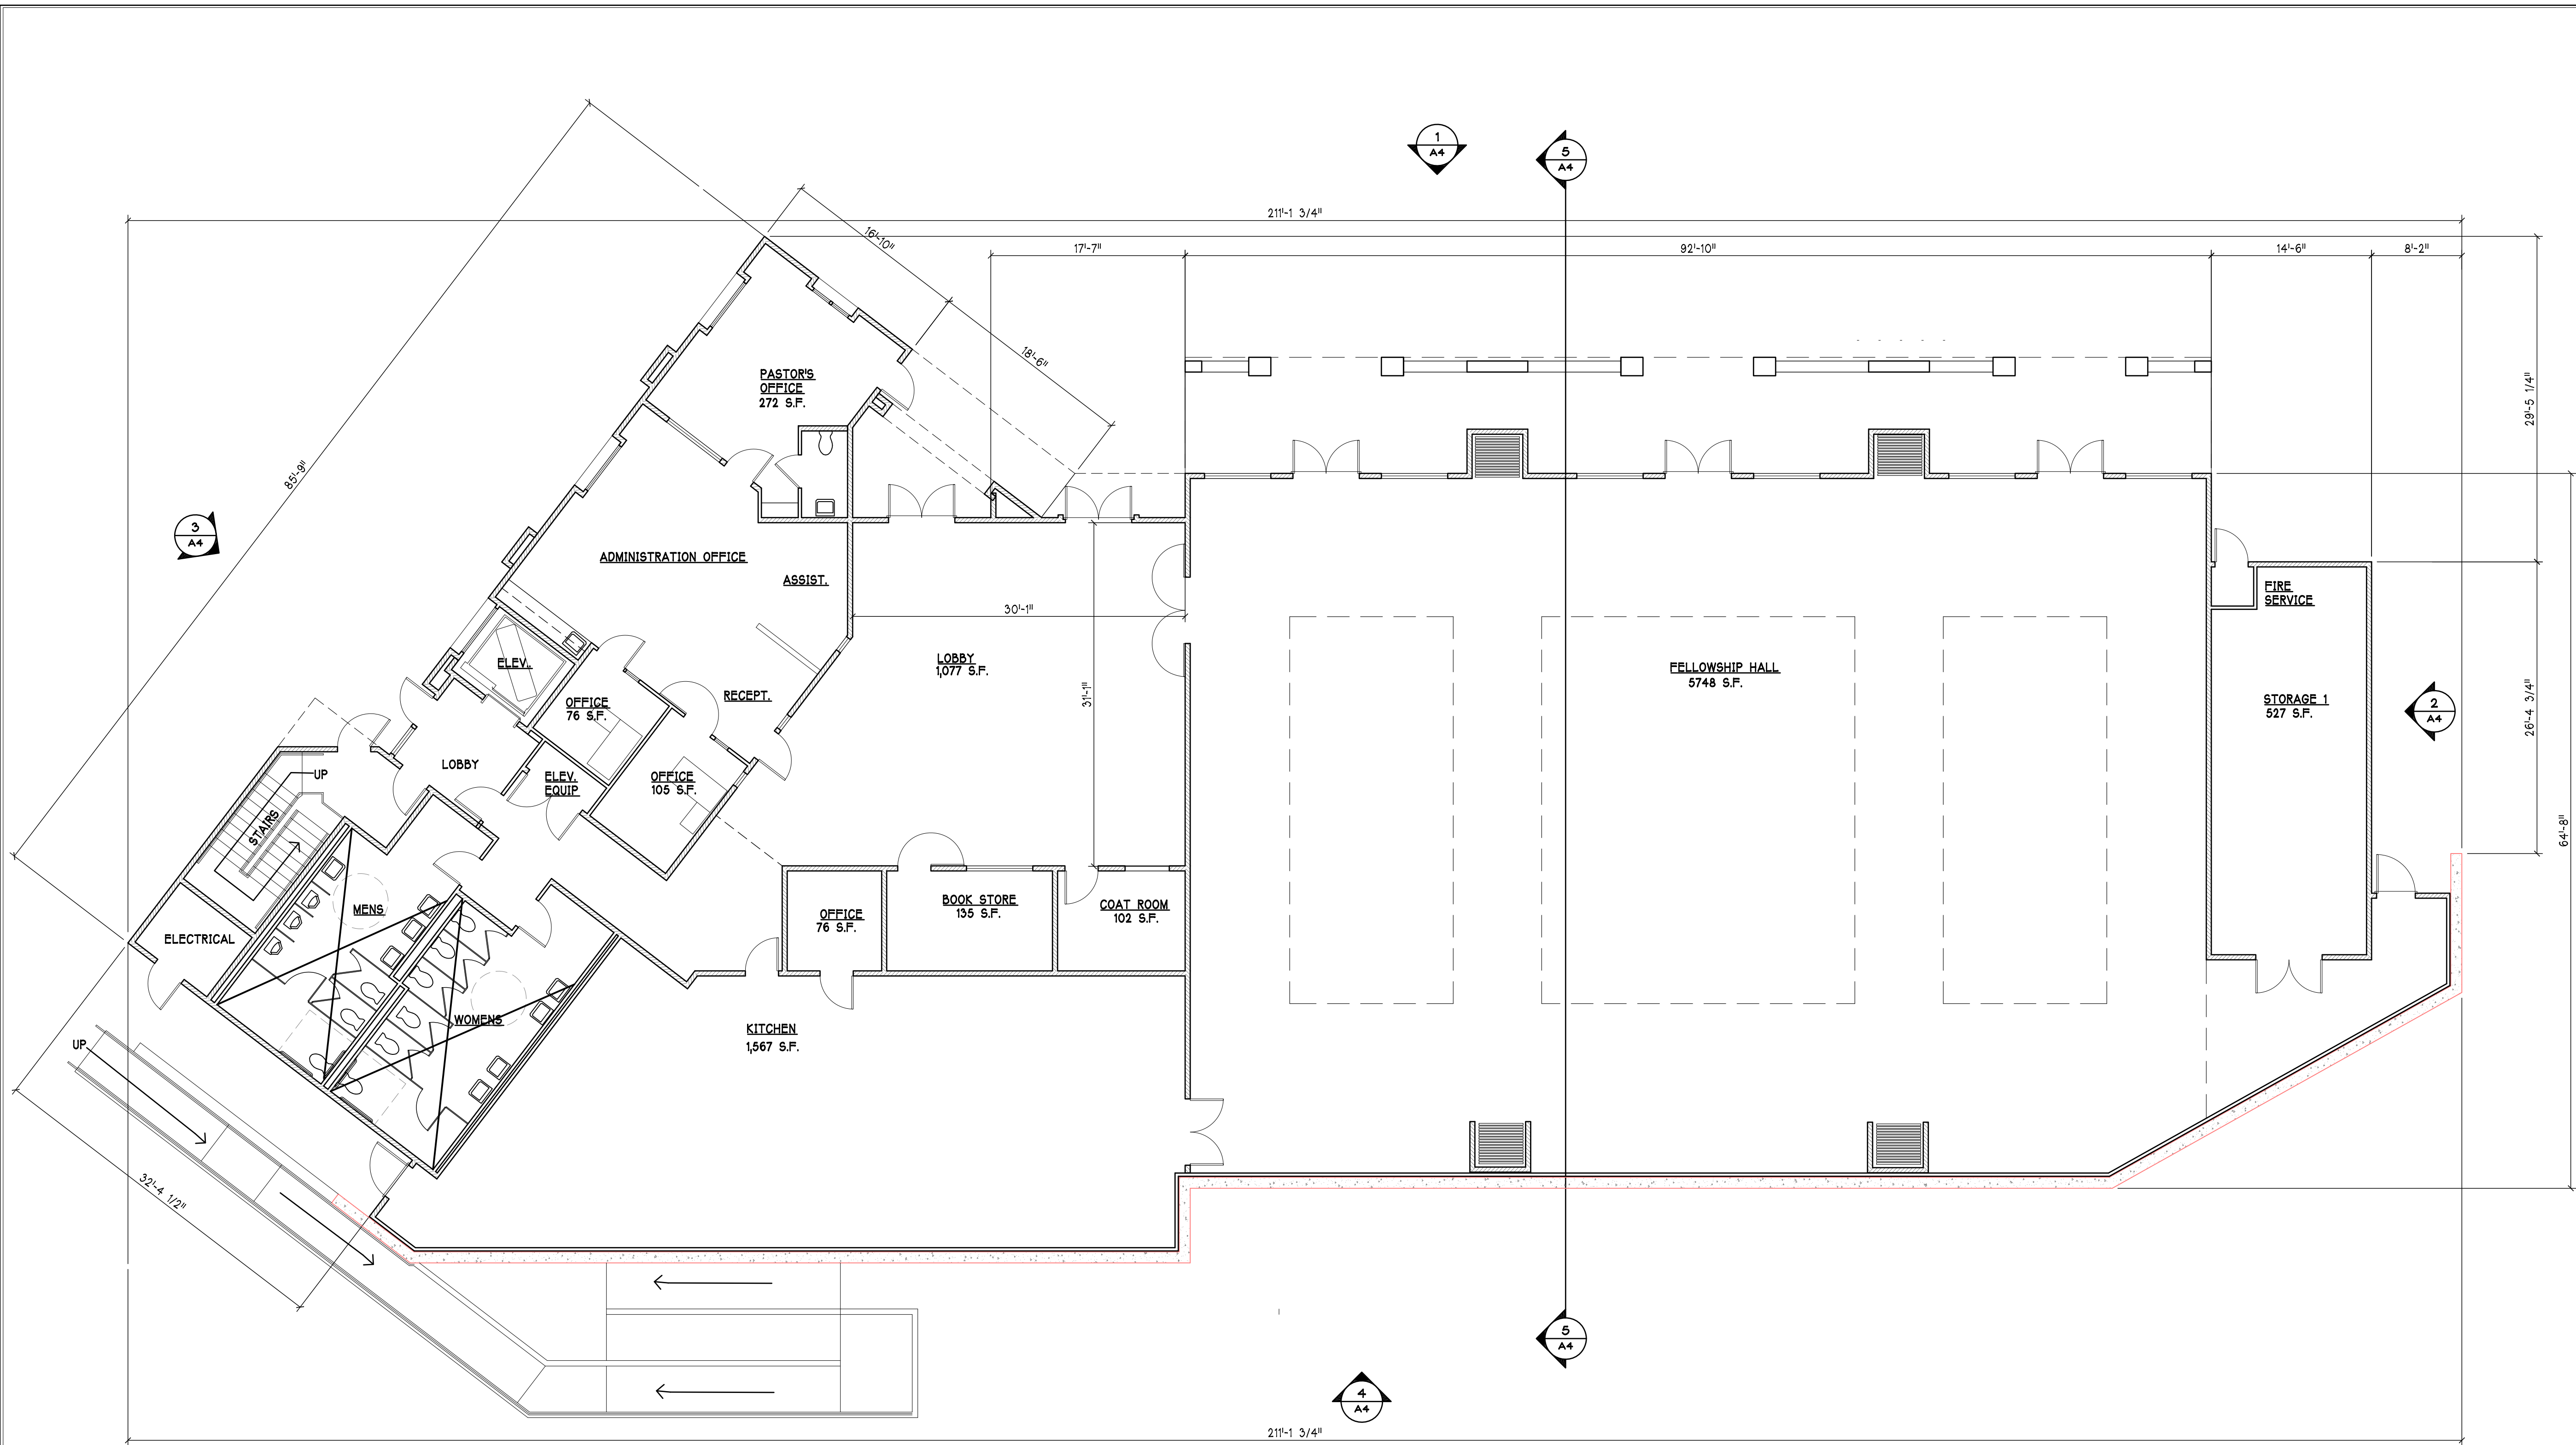 1
A4
5
A4
211'-1 3/4"
16'-10"
17'-7"
92'-10"
14'-6"
8'-2"
18'-6"
29'-5 1/4"
85'-9"
PASTOR'S
OFFICE
272 S.F.
3
A4
ADMINISTRATION OFFICE
ASSIST.
30'-1"
FIRE
SERVICE
ELEV.
LOBBY
1,077 S.F.
31'-1"
FELLOWSHIP HALL
5748 S.F.
RECEPT.
OFFICE
76 S.F.
STORAGE 1
527 S.F.
2
A4
26'-4 3/4"
64'-8"
LOBBY
UP
ELEV.
EQUIP
OFFICE
105 S.F.
STAIRS
MENS
ELECTRICAL
OFFICE
76 S.F.
BOOK STORE
135 S.F.
COAT ROOM
102 S.F.
WOMENS
KITCHEN
1,567 S.F.
UP
32'-4 1/2"
5
A4
4
A4
211'-1 3/4"